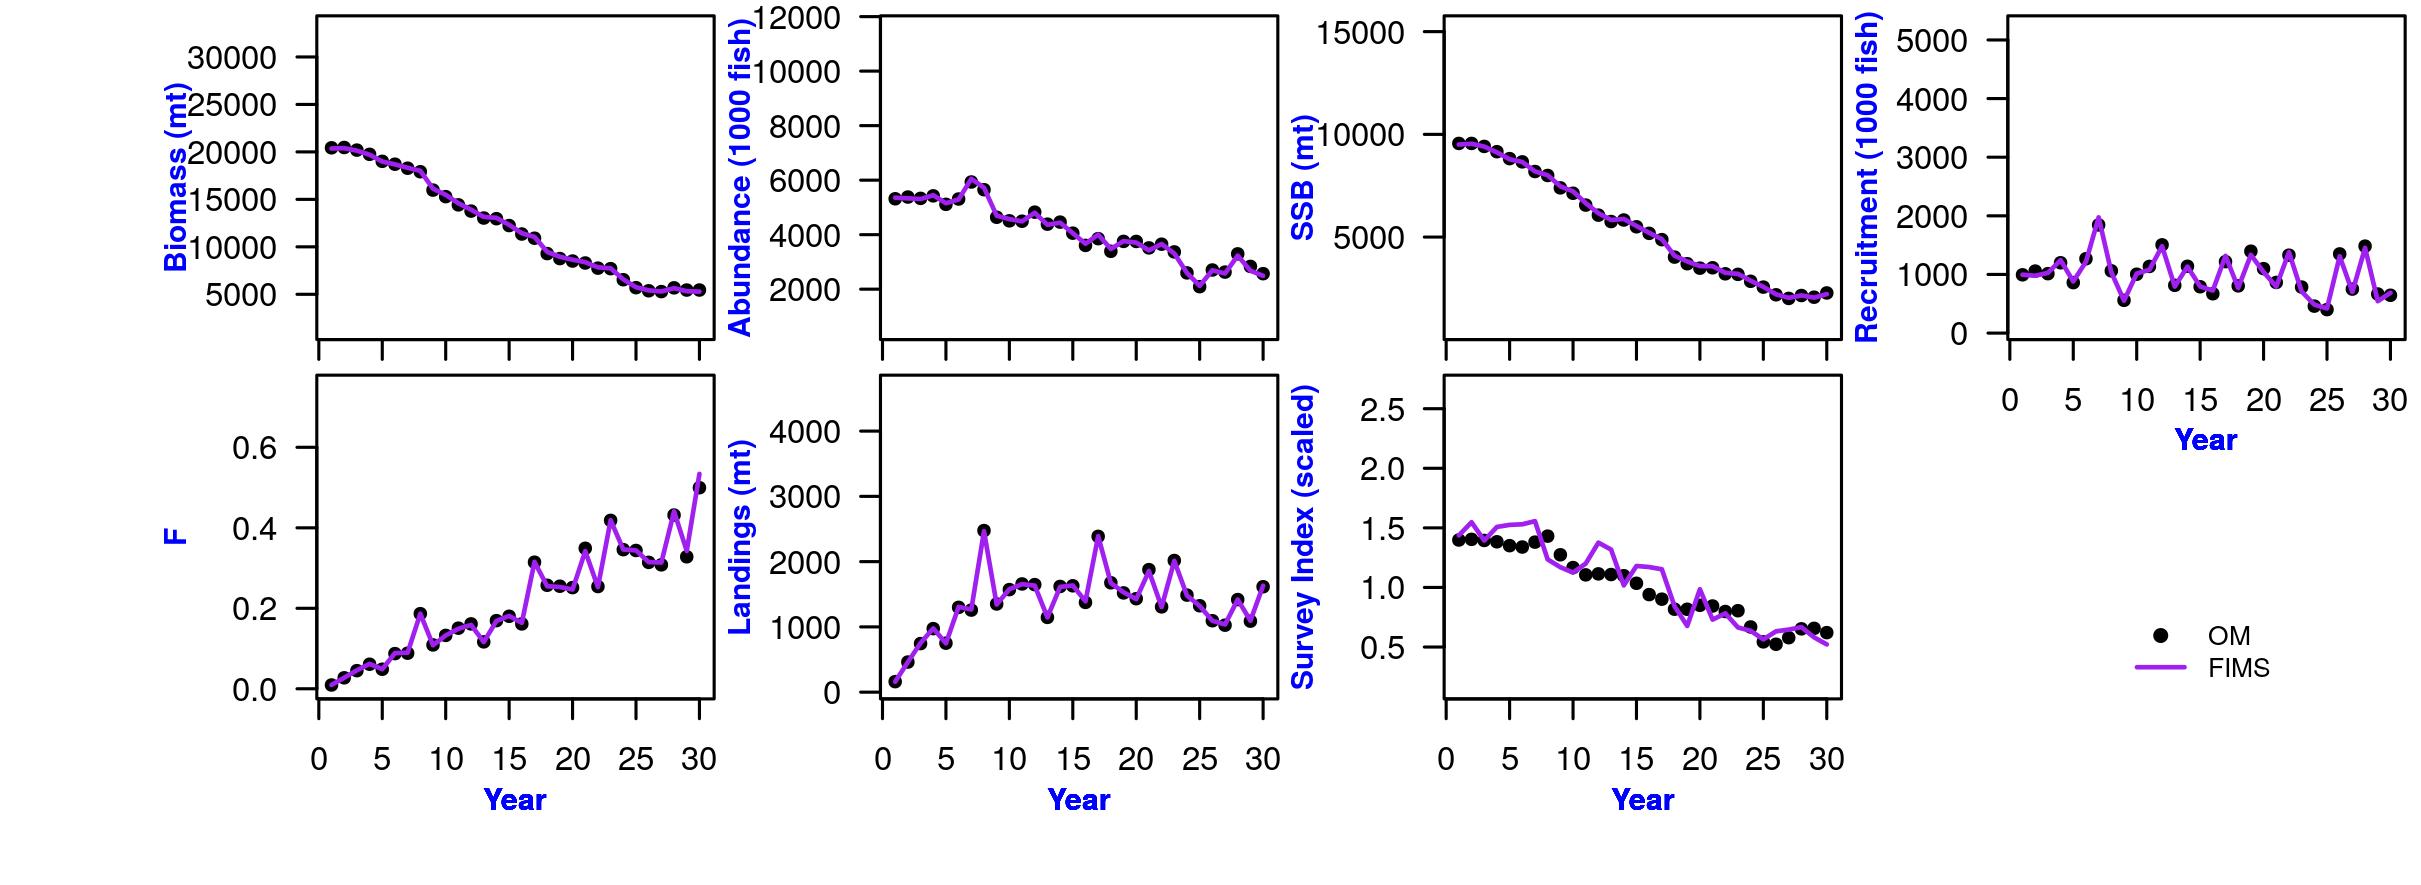 Biomass (mt)
30000
25000
20000
15000
10000
5000
Abundance (1000 fish)
12000
10000
8000
6000
4000
2000
SSB (mt)
15000
10000
5000
Recruitment (1000 fish)
5000
4000
3000
2000
1000
0
0 5 10 15 20 25 30
Year
F
0.6
0.4
0.2
0.0
0 5 10 15 20 25 30
Year
Landings (mt)
4000
3000
2000
1000
0
0 5 10 15 20 25 30
Year
Survey Index (scaled)
2.5
2.0
1.5
1.0
0.5
0 5 10 15 20 25 30
Year
OM
FIMS